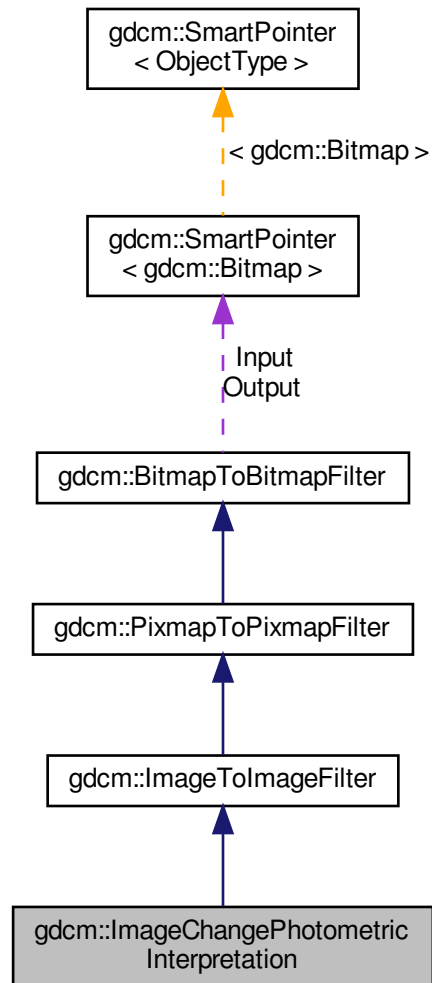 gdcm::SmartPointer
< ObjectType >
< gdcm::Bitmap >
gdcm::SmartPointer
< gdcm::Bitmap >
Input
Output
gdcm::BitmapToBitmapFilter
gdcm::PixmapToPixmapFilter
gdcm::ImageToImageFilter
gdcm::ImageChangePhotometric
Interpretation